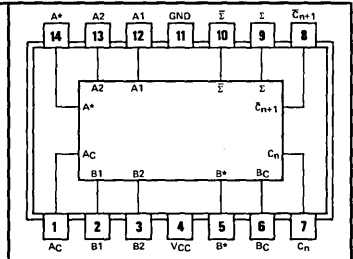 A* A2 A1 GND Σ̅ Σ C̅n+1
14 13 12 11 10 9 8
A2 A1 Σ̅ Σ
A* C̅n+1
AC Cn
B1 B2 B* BC
1 2 3 4 5 6 7
AC B1 B2 VCC B* BC Cn